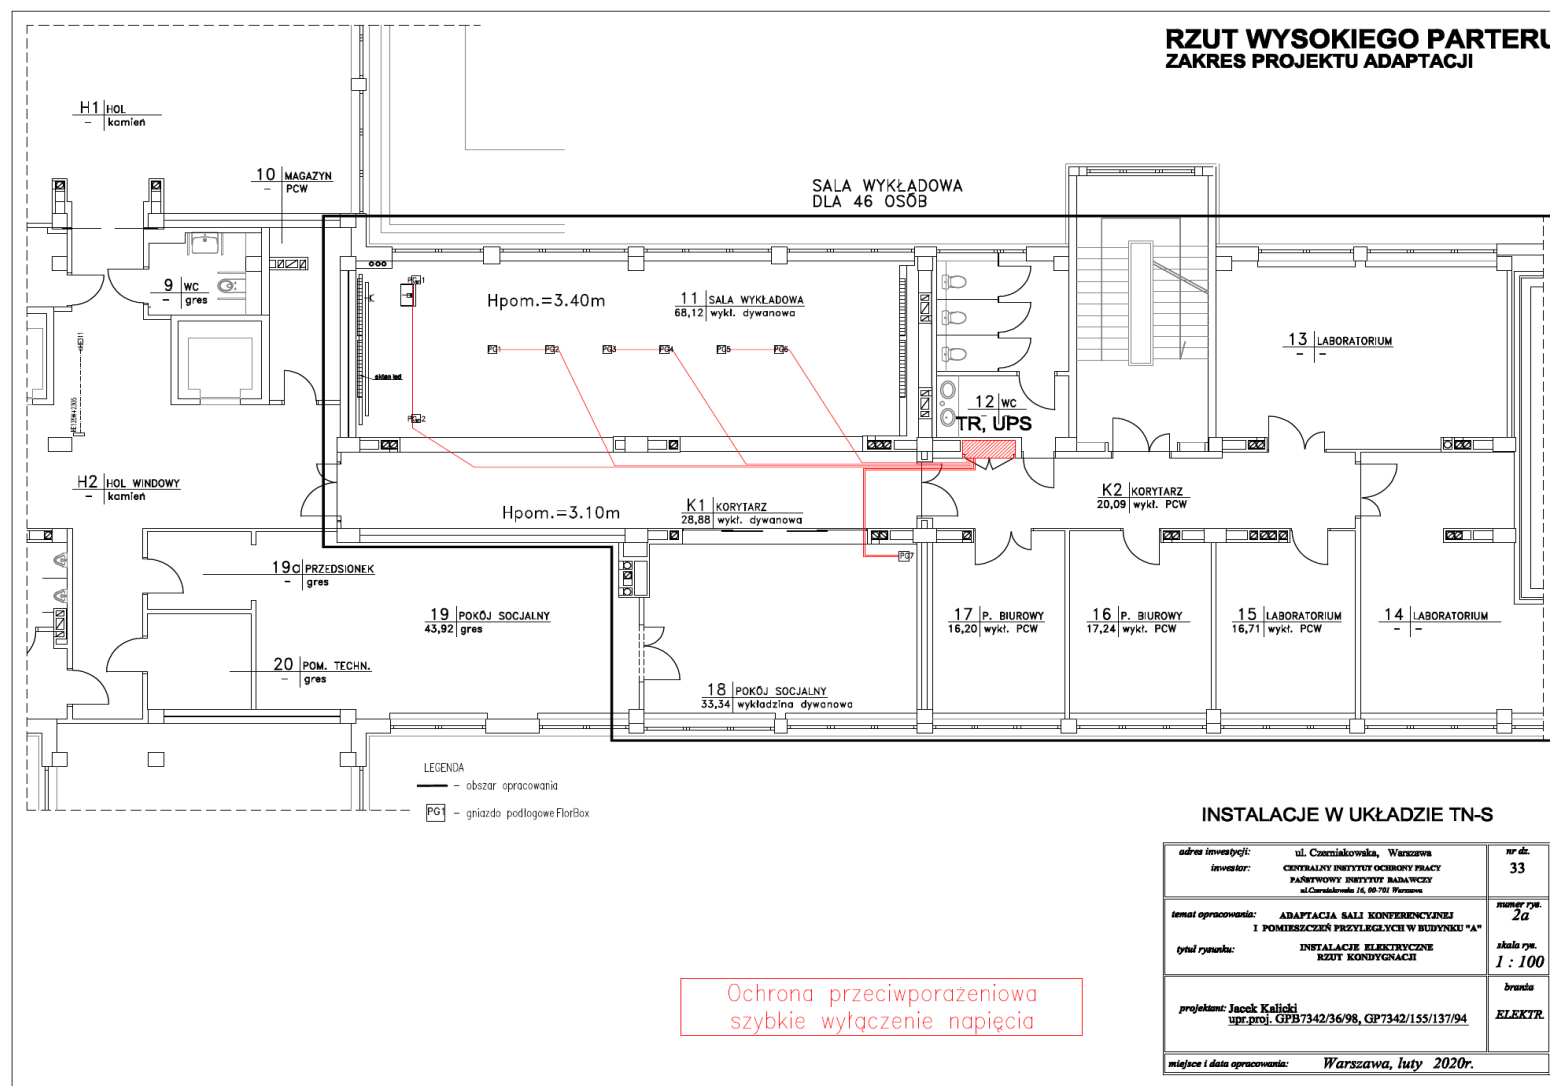 RZUT WYSOKIEGO PARTERU
ZAKRES PROJEKTU ADAPTACJI
H1 HOL
– kamień
10 MAGAZYN
– PCW
SALA WYKŁADOWA
DLA 46 OSÓB
9 WC
– gres
Hpom.=3.40m
11 SALA WYKŁADOWA
68,12 wykł. dywanowa
PG1 PG2 PG3 PG4 PG5 PG6
ekran led
13 LABORATORIUM
– –
12 WC
TR, UPS
H2 HOL WINDOWY
– kamień
Hpom.=3.10m
K1 KORYTARZ
28,88 wykł. dywanowa
K2 KORYTARZ
20,09 wykł. PCW
PG7
19a PRZEDSIONEK
– gres
19 POKÓJ SOCJALNY
43,92 gres
17 P. BIUROWY
16,20 wykł. PCW
16 P. BIUROWY
17,24 wykł. PCW
15 LABORATORIUM
16,71 wykł. PCW
14 LABORATORIUM
– –
20 POM. TECHN.
– gres
18 POKÓJ SOCJALNY
33,34 wykładzina dywanowa
LEGENDA
– obszar opracowania
PG1 – gniazdo podłogowe FlorBox
INSTALACJE W UKŁADZIE TN-S
adres inwestycji: ul. Czerniakowska, Warszawa
nr dz.
33
inwestor: CENTRALNY INSTYTUT OCHRONY PRACY
PAŃSTWOWY INSTYTUT BADAWCZY
ul.Czerniakowska 16, 00-701 Warszawa
temat opracowania: ADAPTACJA SALI KONFERENCYJNEJ
I POMIESZCZEŃ PRZYLEGŁYCH W BUDYNKU "A"
numer rys.
2a
tytuł rysunku: INSTALACJE ELEKTRYCZNE
RZUT KONDYGNACJI
skala rys.
1 : 100
projektant: Jacek Kalicki
upr.proj. GPB7342/36/98, GP7342/155/137/94
branża
ELEKTR.
miejsce i data opracowania: Warszawa, luty 2020r.
Ochrona przeciwporażeniowa
szybkie wyłączenie napięcia